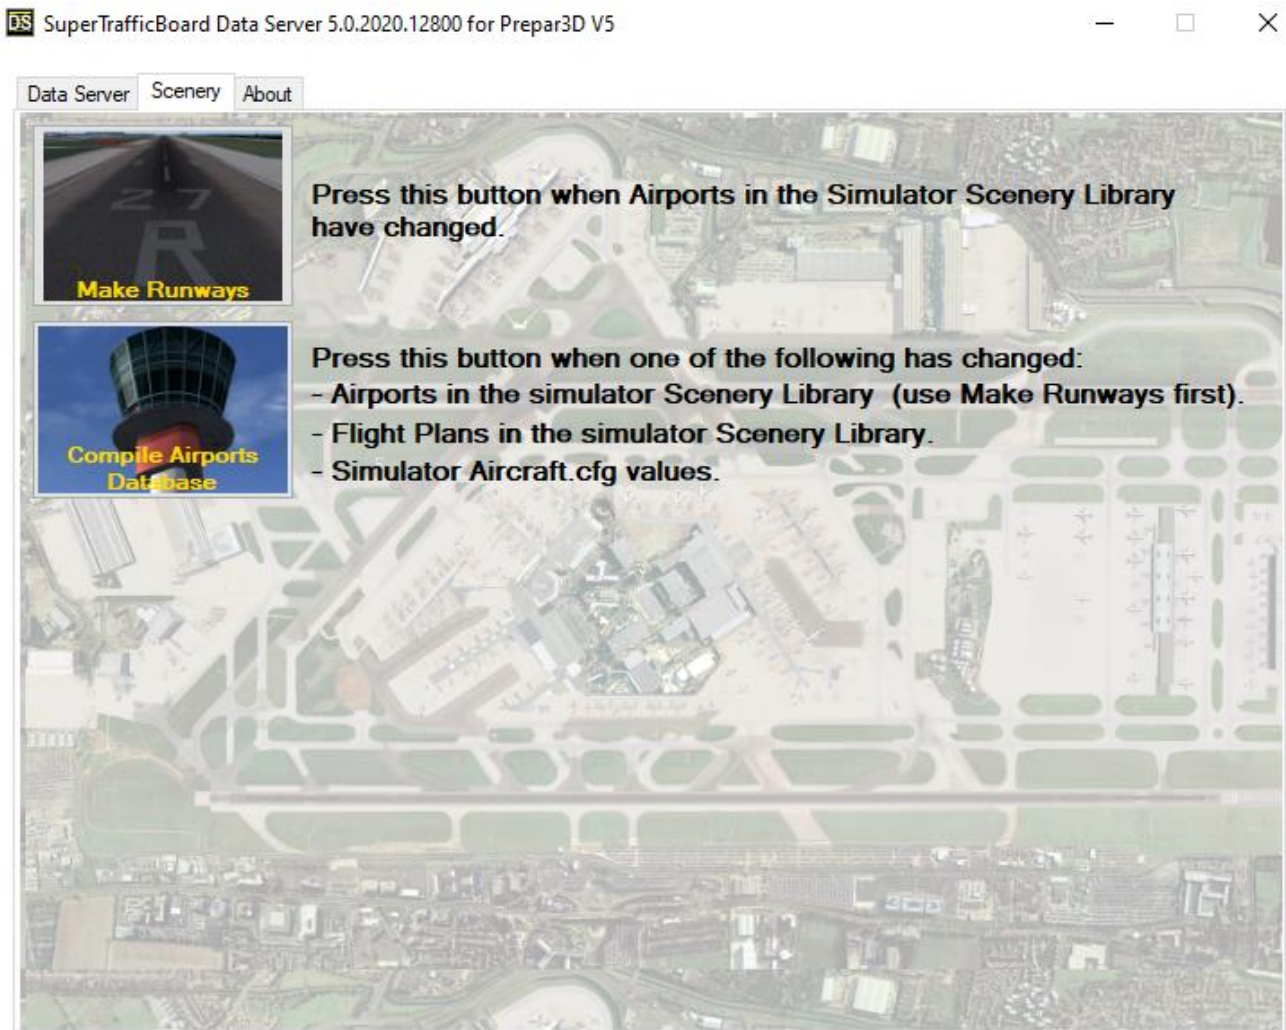 DS SuperTrafficBoard Data Server 5.0.2020.12800 for Prepar3D V5
Data Server Scenery About
27
R
Make Runways
Press this button when Airports in the Simulator Scenery Library
have changed.
Compile Airports
Database
Press this button when one of the following has changed:
- Airports in the simulator Scenery Library (use Make Runways first).
- Flight Plans in the simulator Scenery Library.
- Simulator Aircraft.cfg values.